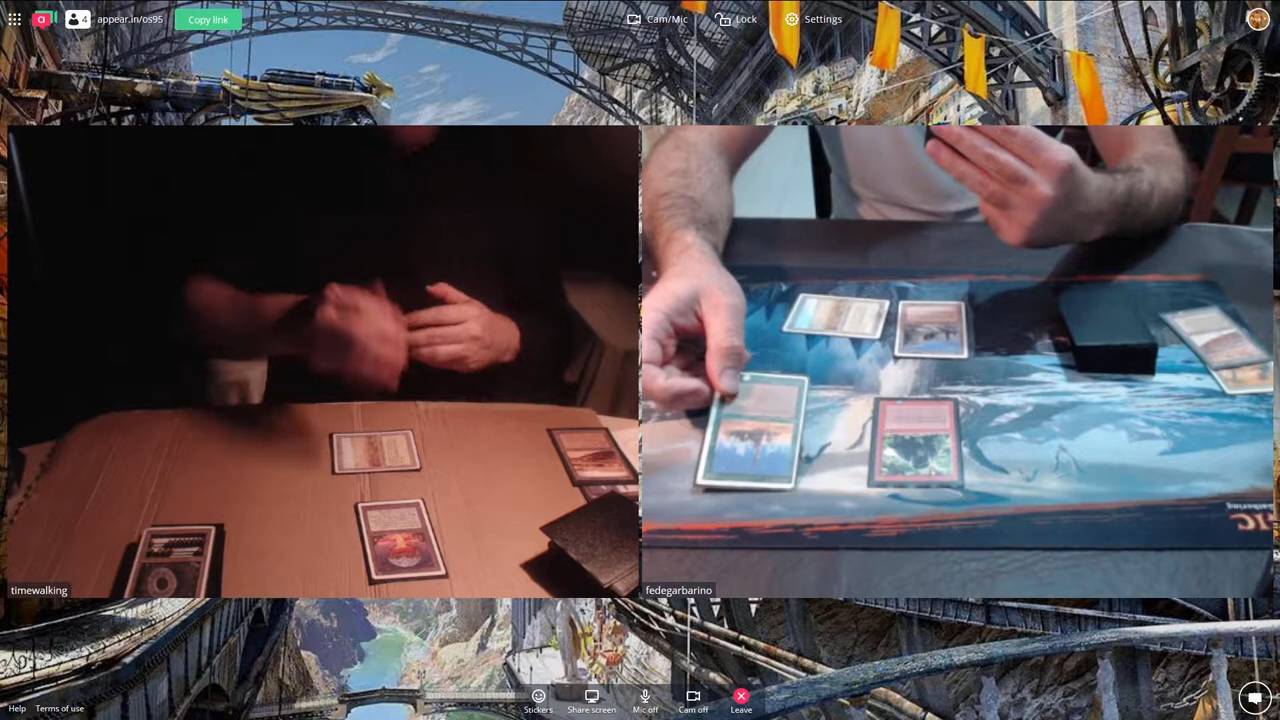 4
appear.in/os95
Copy link
Cam/Mic
Lock
Settings
timewalking
fedegarbarino
Help
Terms of use
Stickers
Share screen
Mic off
Cam off
Leave